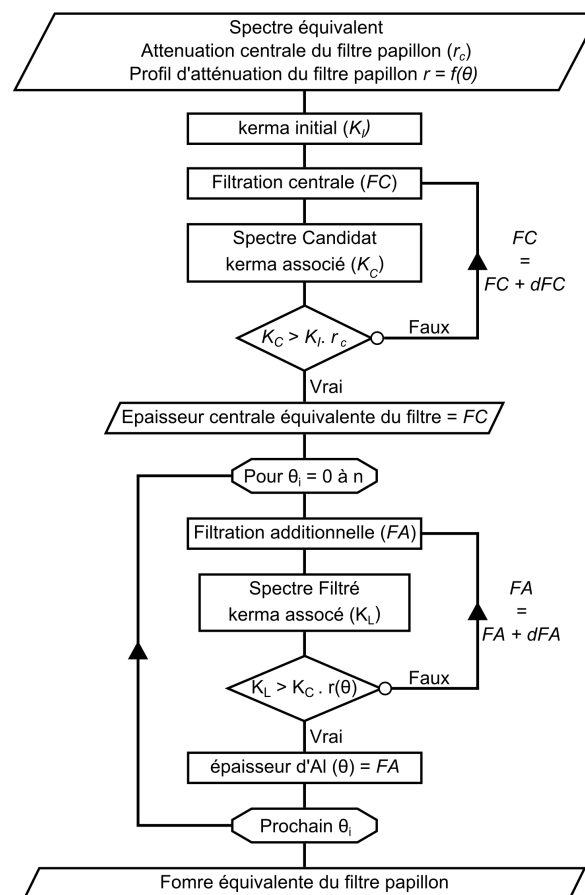 Spectre équivalent
Attenuation centrale du filtre papillon (r_c)
Profil d'atténuation du filtre papillon r = f(θ)
kerma initial (K_I)
Filtration centrale (FC)
Spectre Candidat
kerma associé (K_C)
FC
=
FC + dFC
K_C > K_I. r_c
Faux
Vrai
Epaisseur centrale équivalente du filtre = FC
Pour θ_i = 0 à n
Filtration additionnelle (FA)
Spectre Filtré
kerma assocé (K_L)
FA
=
FA + dFA
K_L > K_C . r(θ)
Faux
Vrai
épaisseur d'Al (θ) = FA
Prochain θ_i
Fomre équivalente du filtre papillon